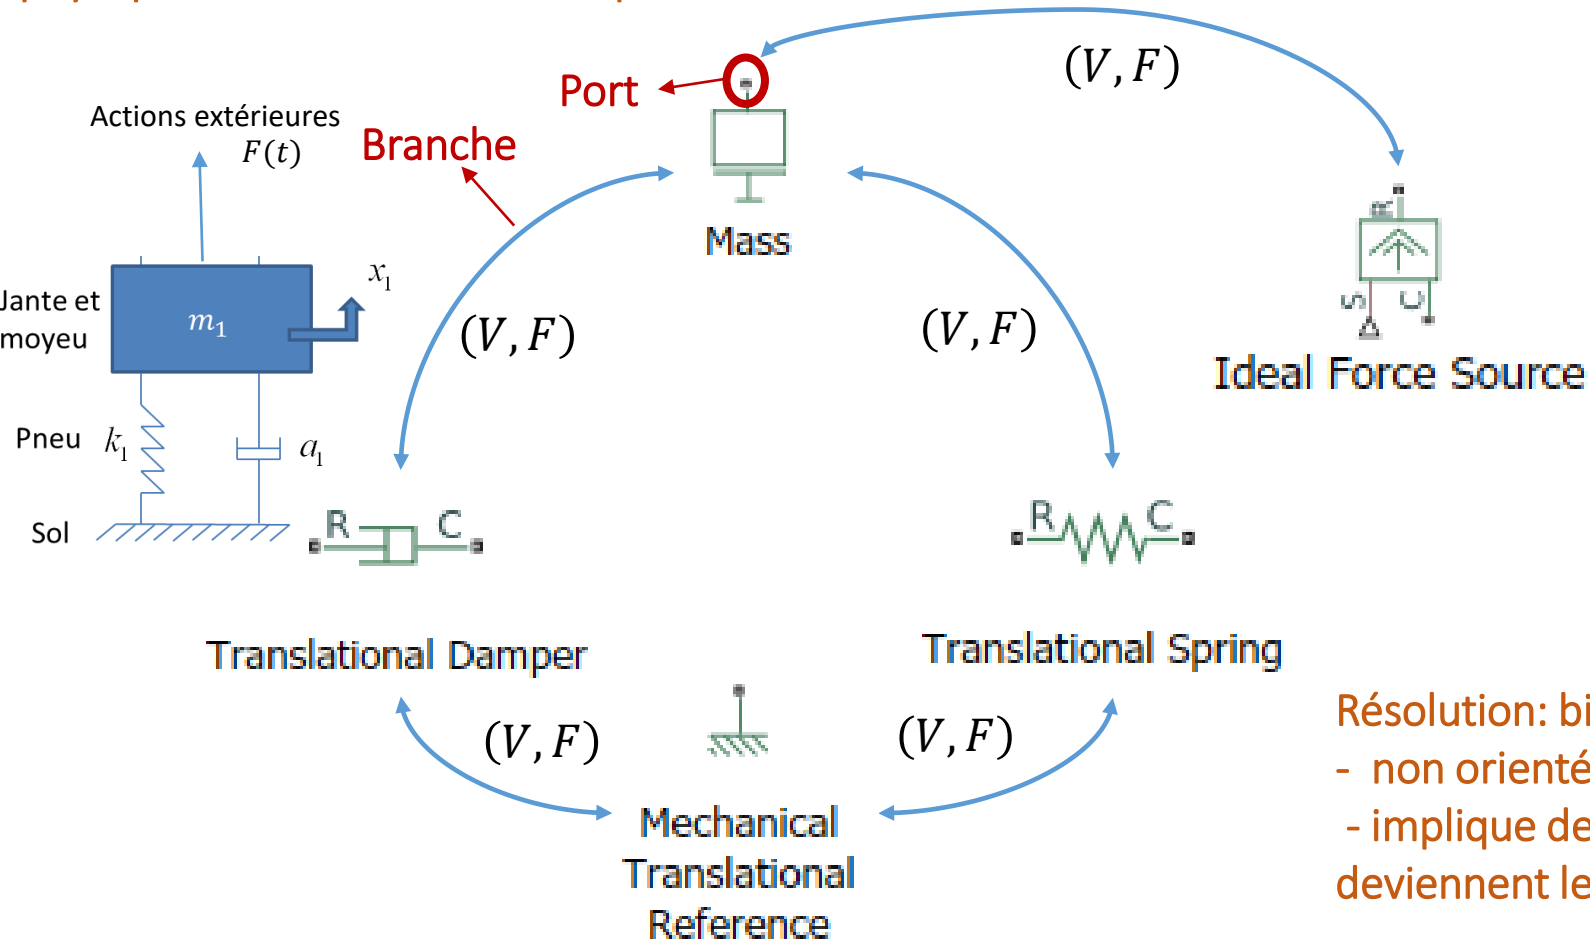 Port
(V, F)
Actions extérieures
F(t)
Branche
Mass
R
S
C
Ideal Force Source
x₁
Jante et
moyeu
m₁
(V, F)
(V, F)
Pneu k₁
a₁
Sol
R C
R C
Translational Damper
Translational Spring
(V, F)
(V, F)
Mechanical
Translational
Reference
Résolution: bi
- non orienté
- implique de
deviennent le